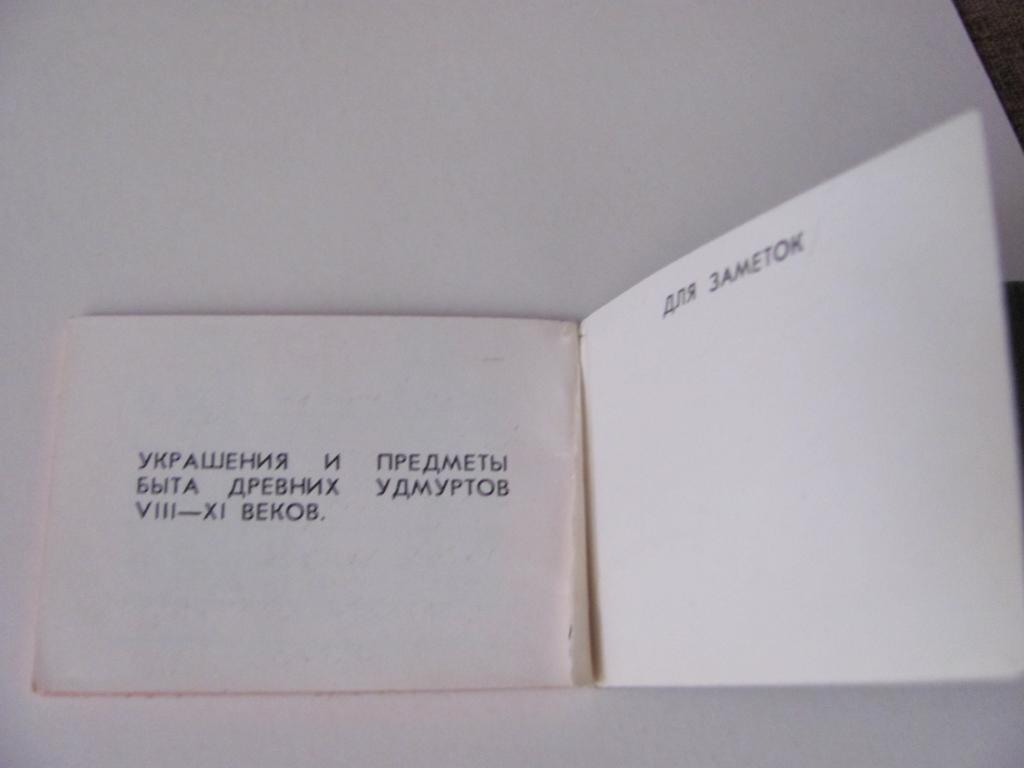 УКРАШЕНИЯ И ПРЕДМЕТЫ
БЫТА ДРЕВНИХ УДМУРТОВ
VIII—XI ВЕКОВ.
ДЛЯ ЗАМЕТОК